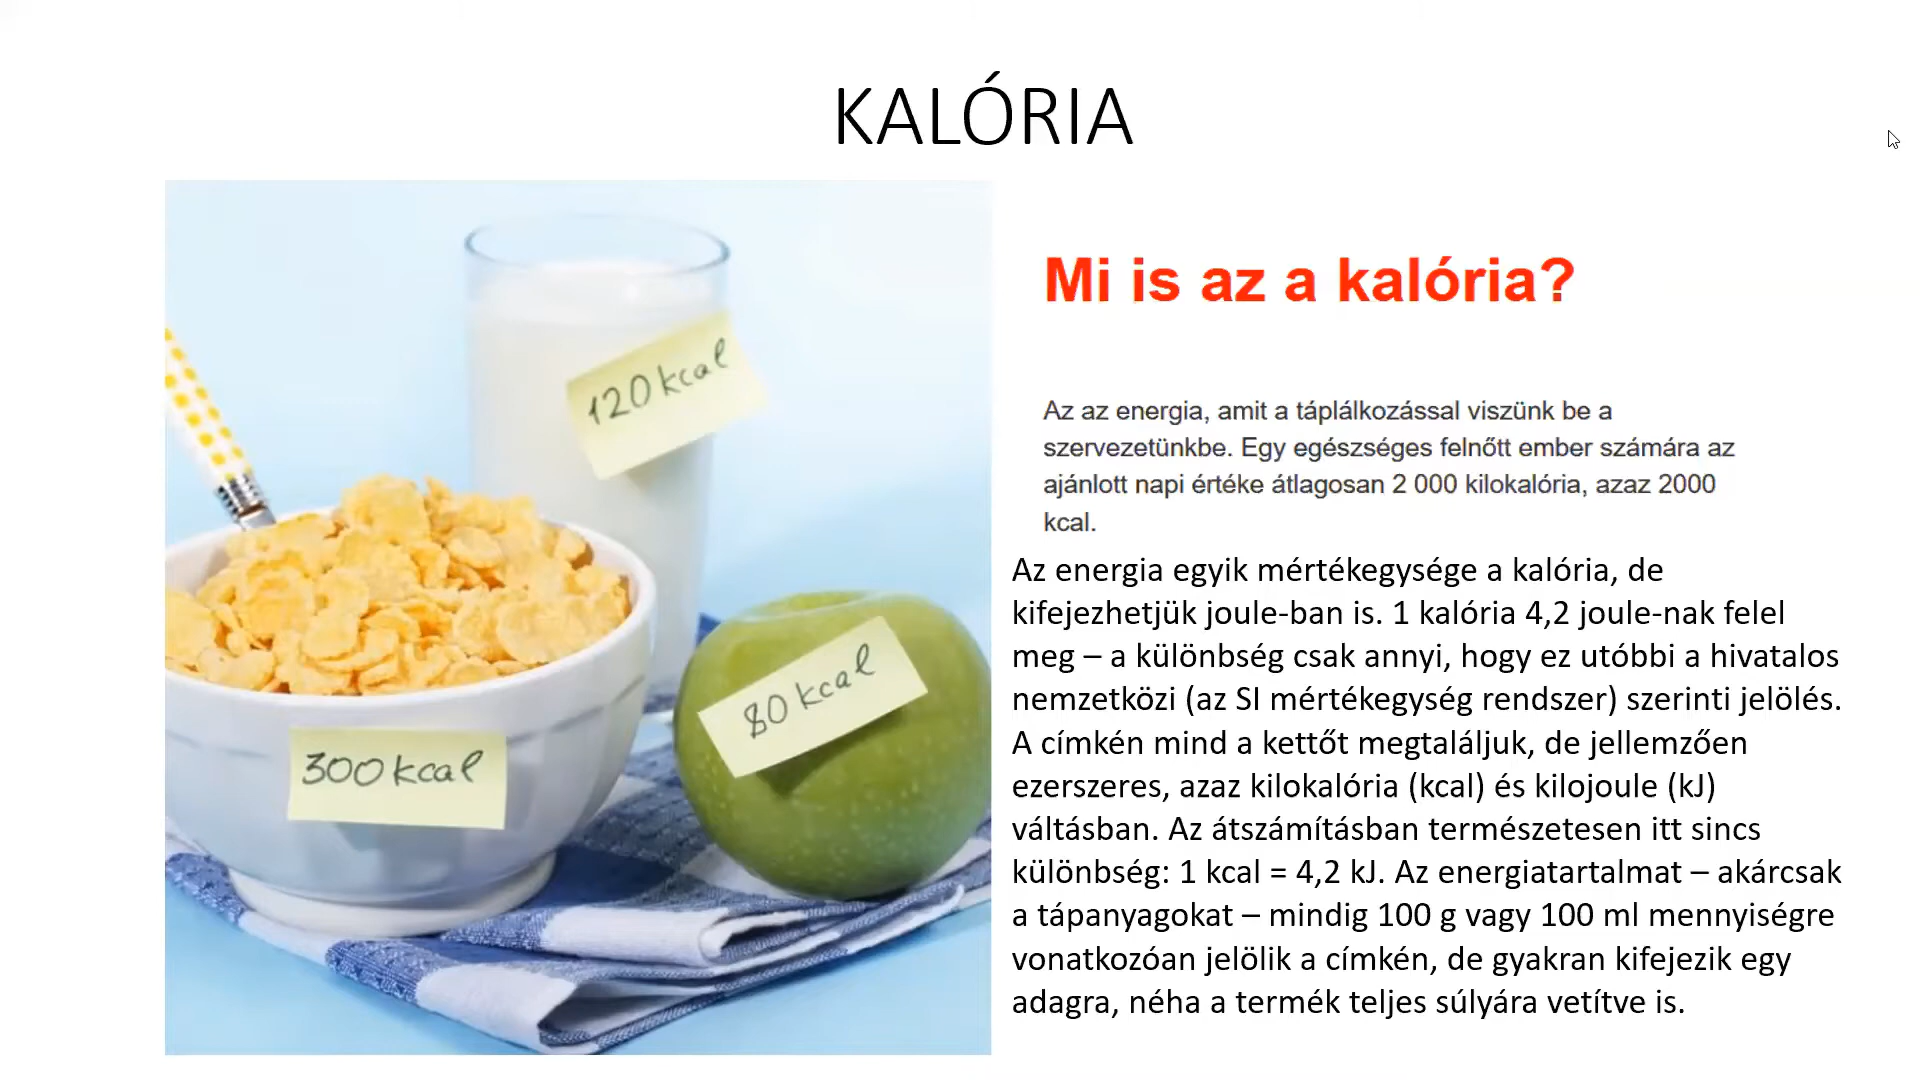 KALÓRIA
120 kcal
80 kcal
300 kcal
Mi is az a kalória?
Az az energia, amit a táplálkozással viszünk be a
szervezetünkbe. Egy egészséges felnőtt ember számára az
ajánlott napi értéke átlagosan 2 000 kilokalória, azaz 2000
kcal.
Az energia egyik mértékegysége a kalória, de
kifejezhetjük joule-ban is. 1 kalória 4,2 joule-nak felel
meg – a különbség csak annyi, hogy ez utóbbi a hivatalos
nemzetközi (az SI mértékegység rendszer) szerinti jelölés.
A címkén mind a kettőt megtaláljuk, de jellemzően
ezerszeres, azaz kilokalória (kcal) és kilojoule (kJ)
váltásban. Az átszámításban természetesen itt sincs
különbség: 1 kcal = 4,2 kJ. Az energiatartalmat – akárcsak
a tápanyagokat – mindig 100 g vagy 100 ml mennyiségre
vonatkozóan jelölik a címkén, de gyakran kifejezik egy
adagra, néha a termék teljes súlyára vetítve is.